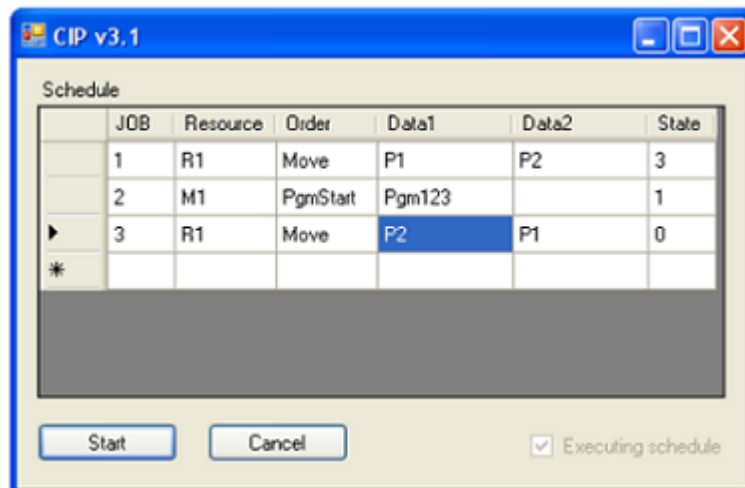 CIP v3.1
Schedule
JOB Resource Order Data1 Data2 State
1 R1 Move P1 P2 3
2 M1 PgmStart Pgm123 1
3 R1 Move P2 P1 0
Start Cancel Executing schedule